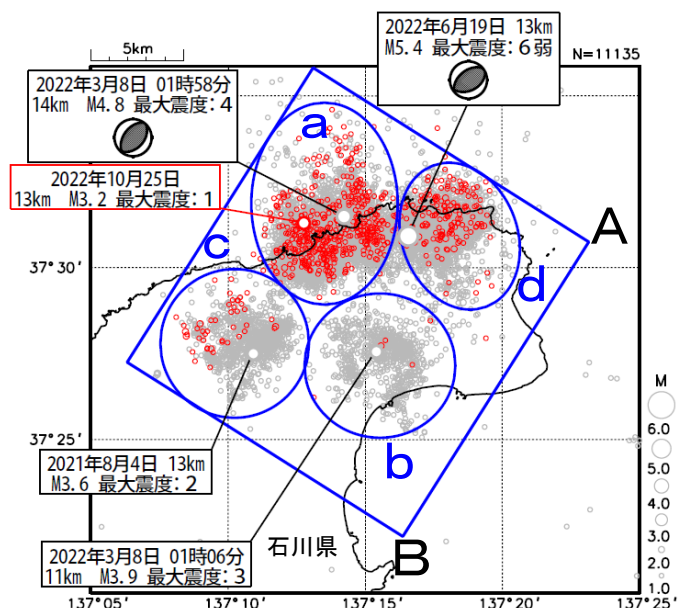 5km
N=11135
2022年6月19日 13km
M5.4 最大震度:6弱
2022年3月8日 01時58分
14km M4.8 最大震度:4
2022年10月25日
13km M3.2 最大震度:1
a
A
c
37°30′
d
37°25′
2021年8月4日 13km
M3.6 最大震度:2
b
2022年3月8日 01時06分
11km M3.9 最大震度:3
石川県
B
M
6.0
5.0
4.0
3.0
2.0
1.0
137°05′ 137°10′ 137°15′ 137°20′ 137°25′